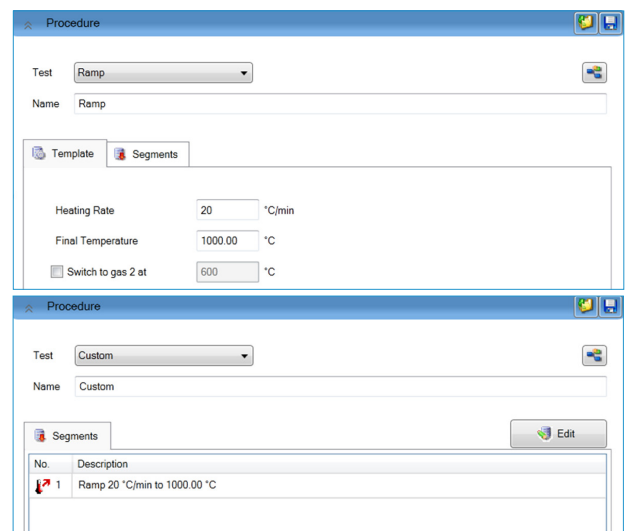 Procedure
Test Ramp
Name Ramp
Template Segments
Heating Rate 20 °C/min
Final Temperature 1000.00 °C
Switch to gas 2 at 600 °C
Procedure
Test Custom
Name Custom
Segments Edit
No. Description
1 Ramp 20 °C/min to 1000.00 °C